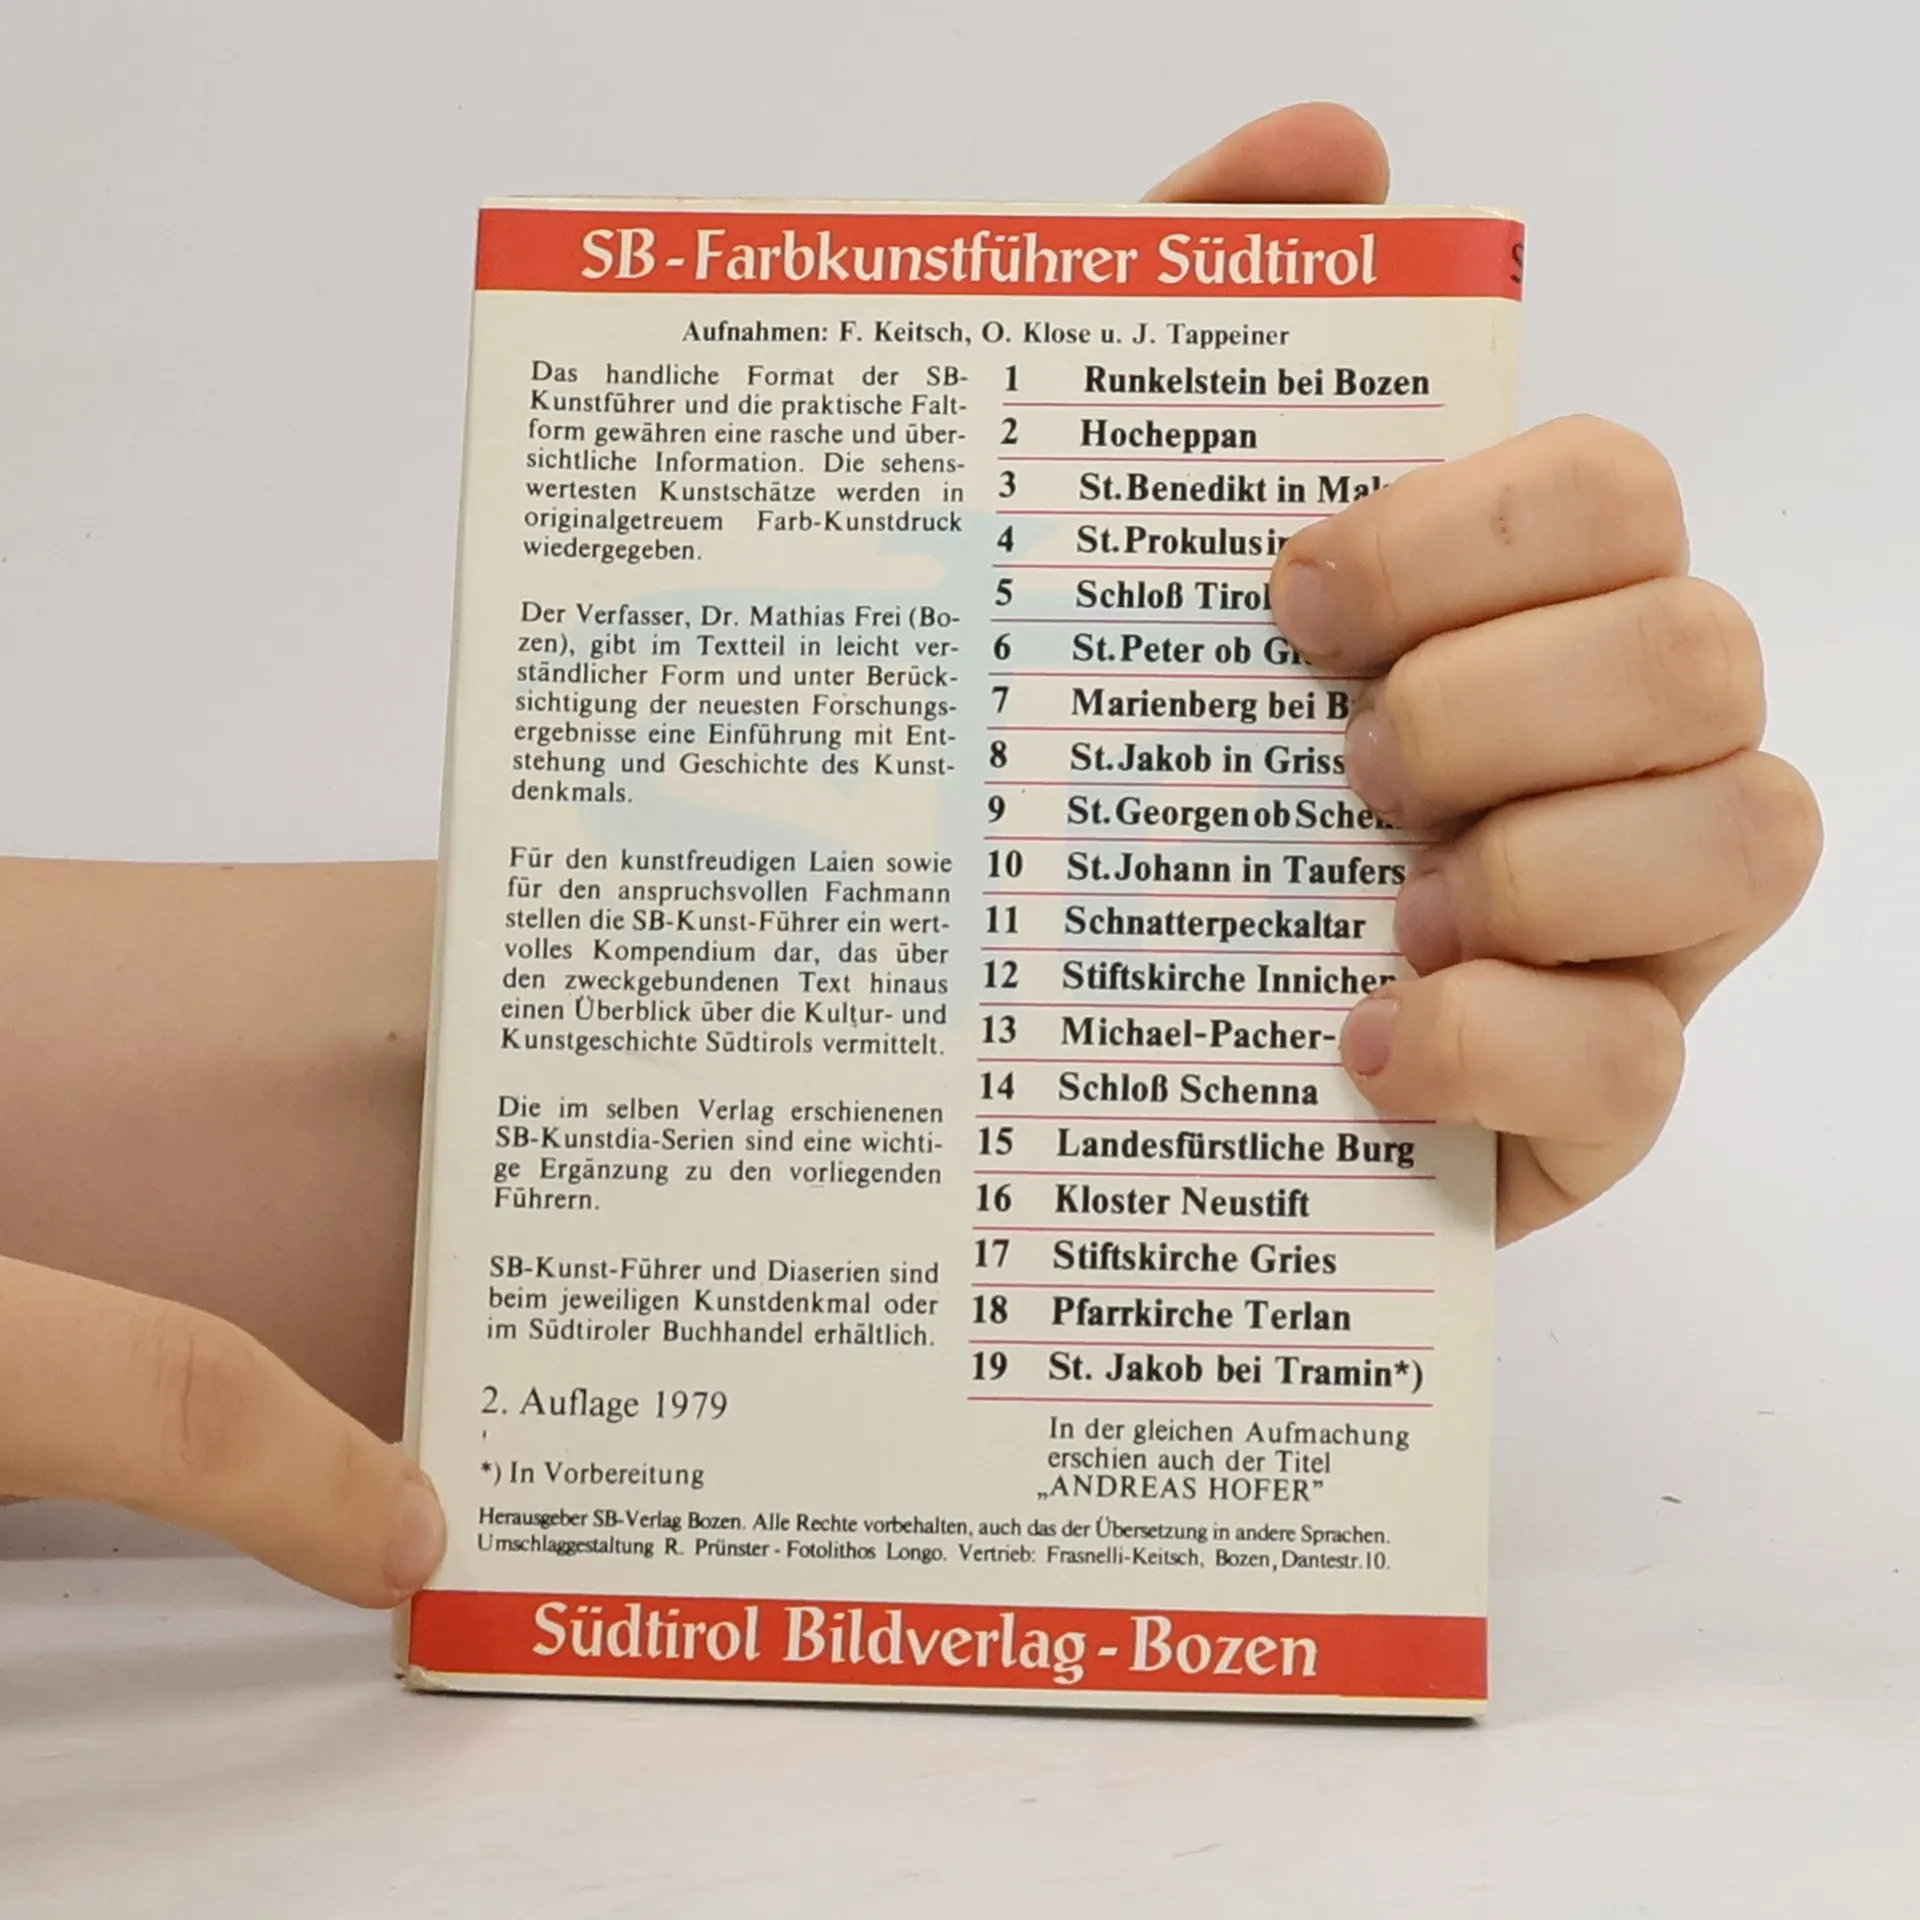 SB-Farbkunstführer Südtirol
Aufnahmen: F. Keitsch, O. Klose u. J. Tappeiner
Das handliche Format der SB-
Kunstführer und die praktische Falt-
form gewähren eine rasche und über-
sichtliche Information. Die sehens-
wertesten Kunstschätze werden in
originalgetreuem Farb-Kunstdruck
wiedergegeben.
Der Verfasser, Dr. Mathias Frei (Bo-
zen), gibt im Textteil in leicht ver-
ständlicher Form und unter Berück-
sichtigung der neuesten Forschungs-
ergebnisse eine Einführung mit Ent-
stehung und Geschichte des Kunst-
denkmals.
Für den kunstfreudigen Laien sowie
für den anspruchsvollen Fachmann
stellen die SB-Kunst-Führer ein wert-
volles Kompendium dar, das über
den zweckgebundenen Text hinaus
einen Überblick über die Kultur- und
Kunstgeschichte Südtirols vermittelt.
Die im selben Verlag erschienenen
SB-Kunstdia-Serien sind eine wichti-
ge Ergänzung zu den vorliegenden
Führern.
SB-Kunst-Führer und Diaserien sind
beim jeweiligen Kunstdenkmal oder
im Südtiroler Buchhandel erhältlich.
2. Auflage 1979
*) In Vorbereitung
1 Runkelstein bei Bozen
2 Hocheppan
3 St. Benedikt in
4 St. Prokulus
5 Schloß Tirol
6 St. Peter ob
7 Marienberg bei
8 St. Jakob in
9 St. Georgen ob
10 St. Johann in Taufers
11 Schnatterpeckaltar
12 Stiftskirche Innichen
13 Michael-Pacher-
14 Schloß Schenna
15 Landesfürstliche Burg
16 Kloster Neustift
17 Stiftskirche Gries
18 Pfarrkirche Terlan
19 St. Jakob bei Tramin*)
In der gleichen Aufmachung
erschien auch der Titel
„ANDREAS HOFER”
Herausgeber SB-Verlag Bozen. Alle Rechte vorbehalten, auch das der Übersetzung in andere Sprachen.
Umschlaggestaltung R. Prünster - Fotolithos Longo. Vertrieb: Frasnelli-Keitsch, Bozen, Dantestr. 10.
Südtirol Bildverlag - Bozen